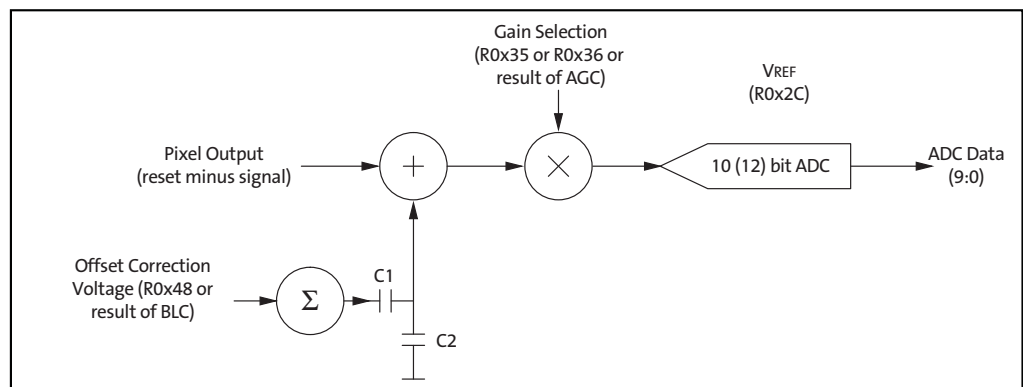 Gain Selection
(R0x35 or R0x36 or
result of AGC)
VREF
(R0x2C)
Pixel Output
(reset minus signal)
+
×
10 (12) bit ADC
ADC Data
(9:0)
Offset Correction
Voltage (R0x48 or
result of BLC)
Σ
C1
C2